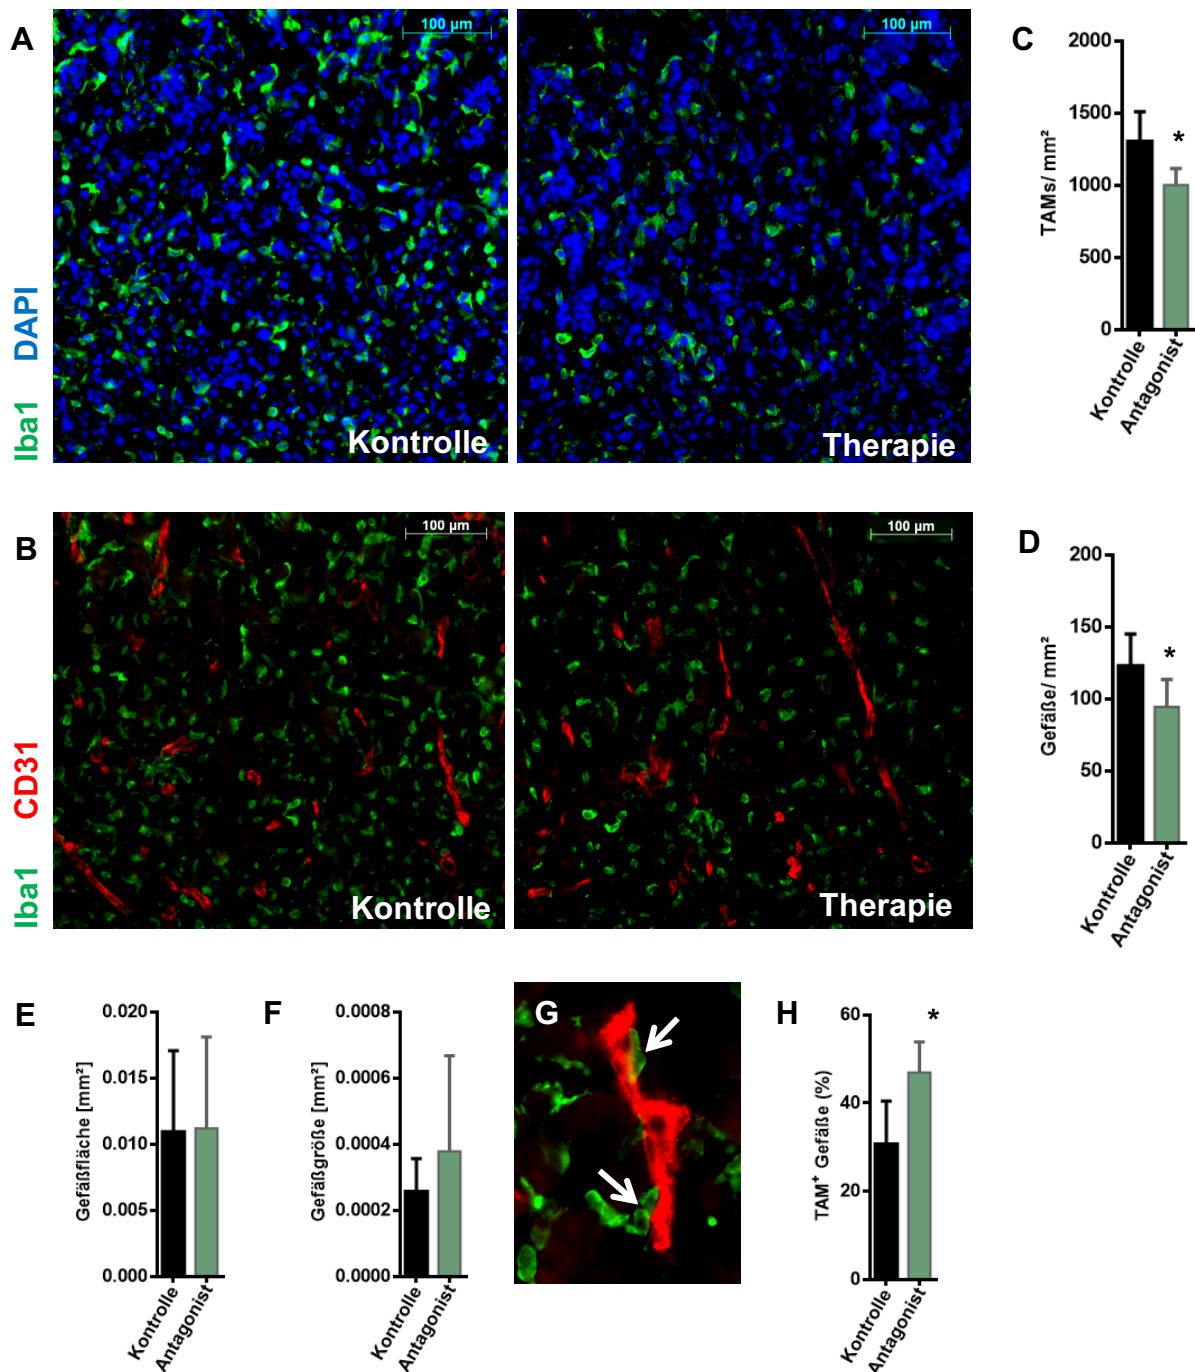 A
100 µm
100 µm
Iba1 DAPI
Kontrolle
Therapie
C
2000
1500
1000
500
0
TAMs/ mm²
*
Kontrolle
Antagonist
B
100 µm
100 µm
Iba1 CD31
Kontrolle
Therapie
D
200
150
100
50
0
Gefäße/ mm²
*
Kontrolle
Antagonist
E
0.020
0.015
0.010
0.005
0.000
Gefäßfläche [mm²]
Kontrolle
Antagonist
F
0.0008
0.0006
0.0004
0.0002
0.0000
Gefäßgröße [mm²]
Kontrolle
Antagonist
G
H
60
40
20
0
TAM⁺ Gefäße (%)
*
Kontrolle
Antagonist